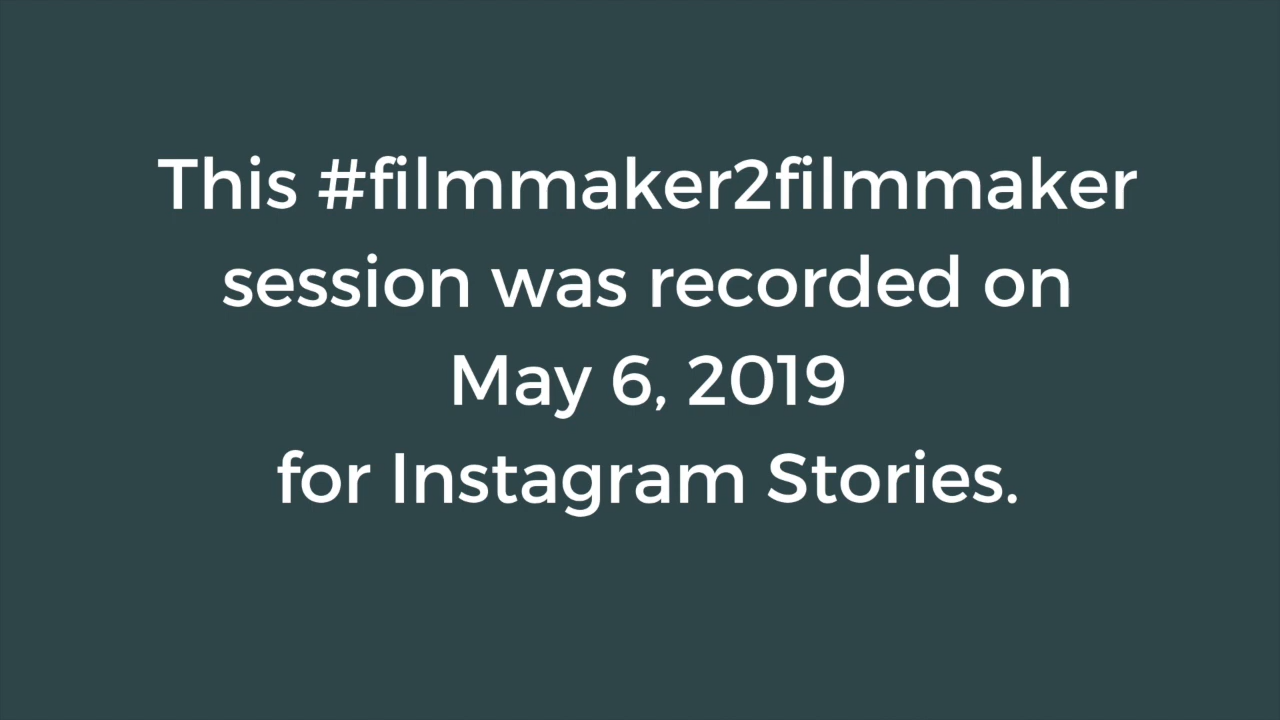 This #filmmaker2filmmaker
session was recorded on
May 6, 2019
for Instagram Stories.